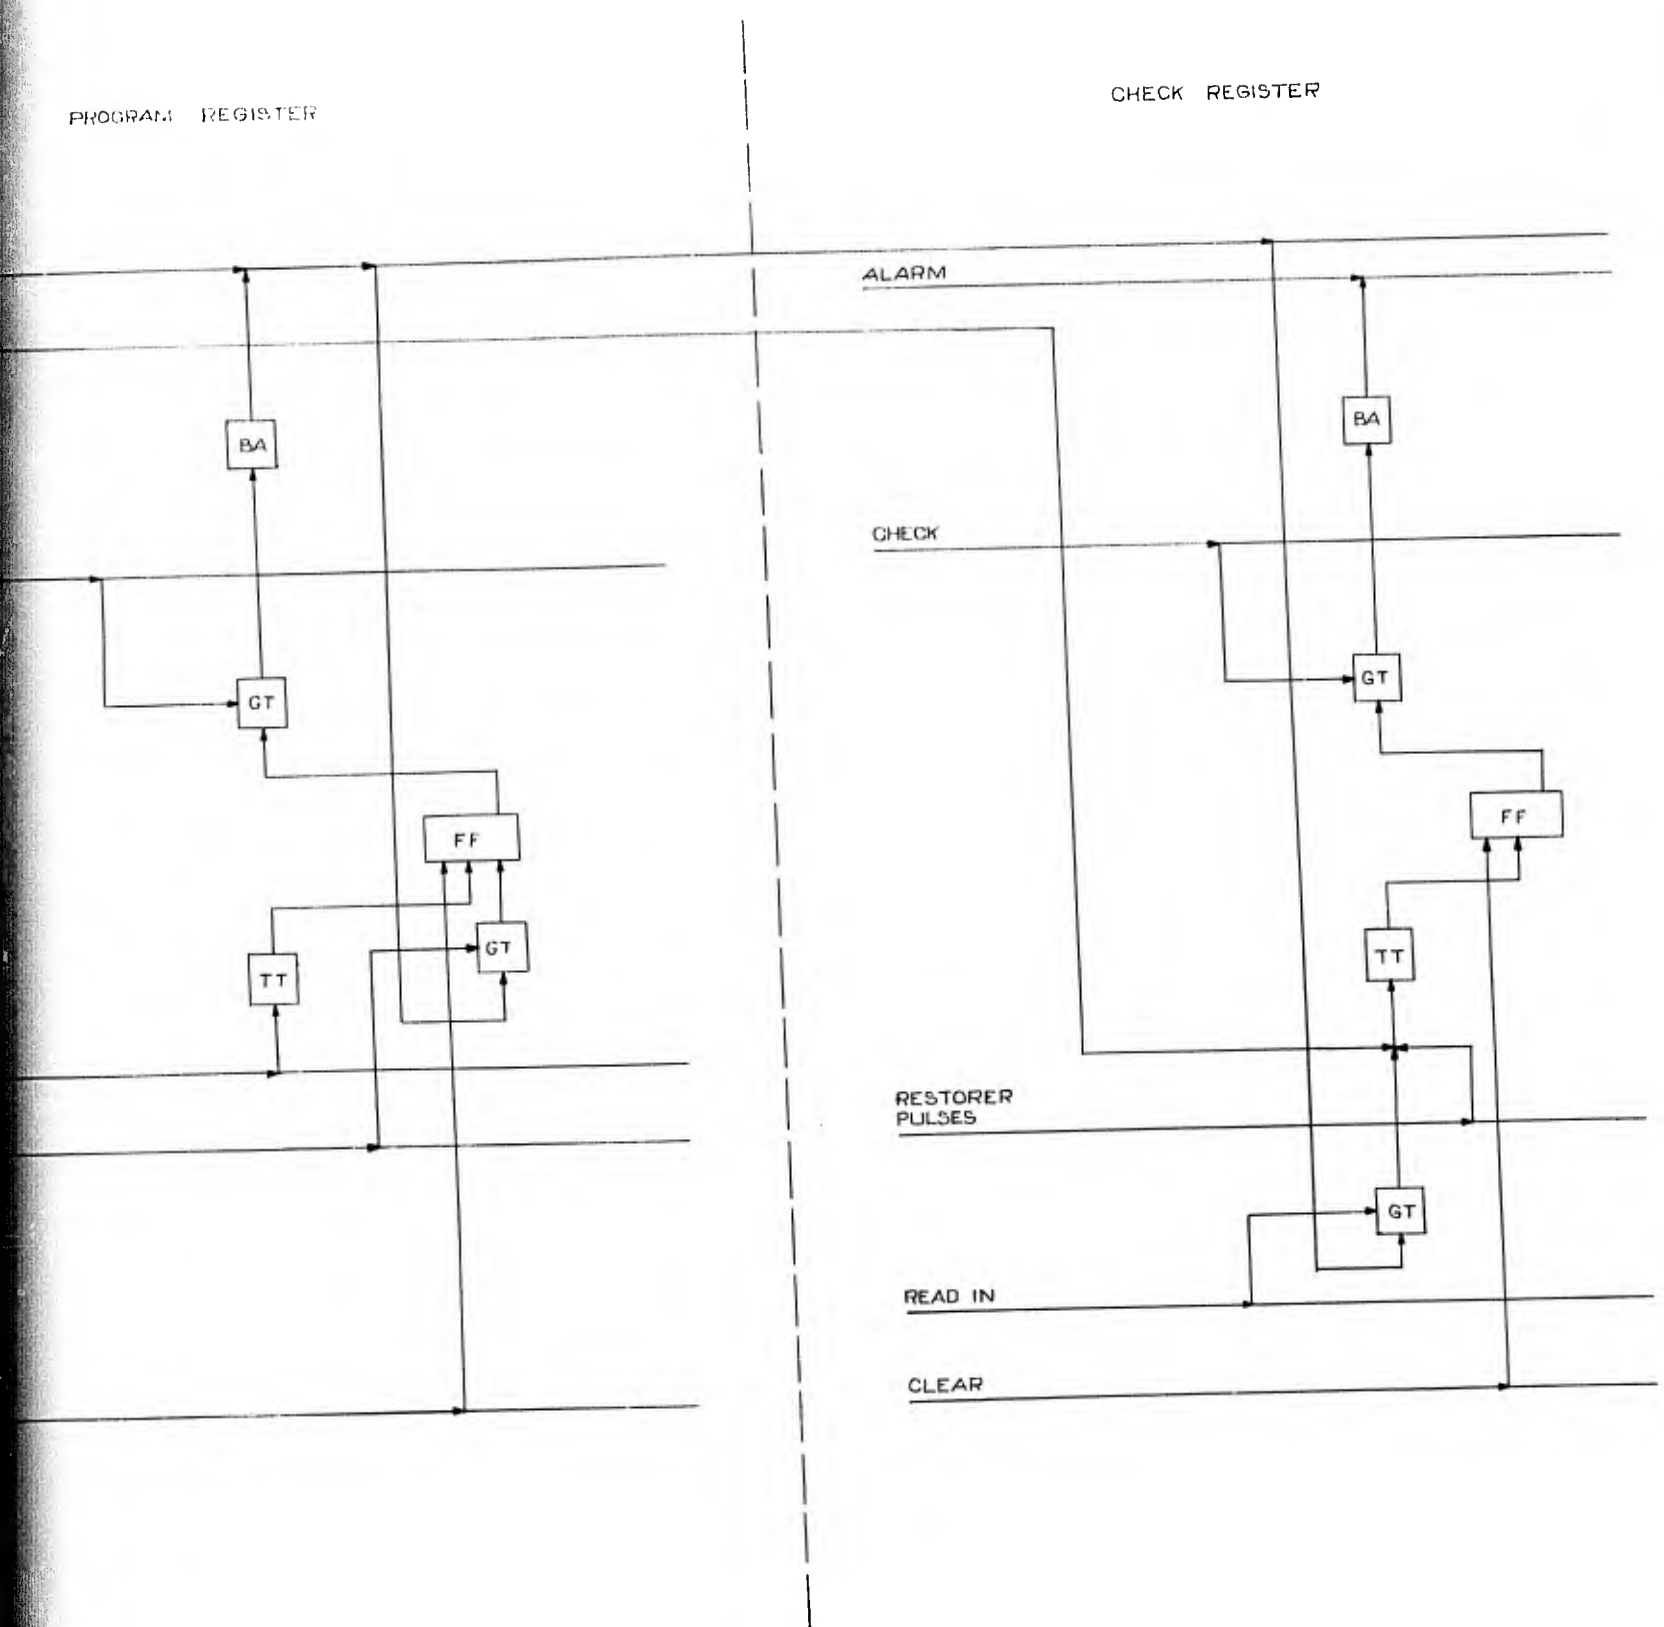 PROGRAM REGISTER
CHECK REGISTER
ALARM
BA
BA
CHECK
GT
GT
FF
FF
GT
TT
TT
RESTORER
PULSES
GT
READ IN
CLEAR